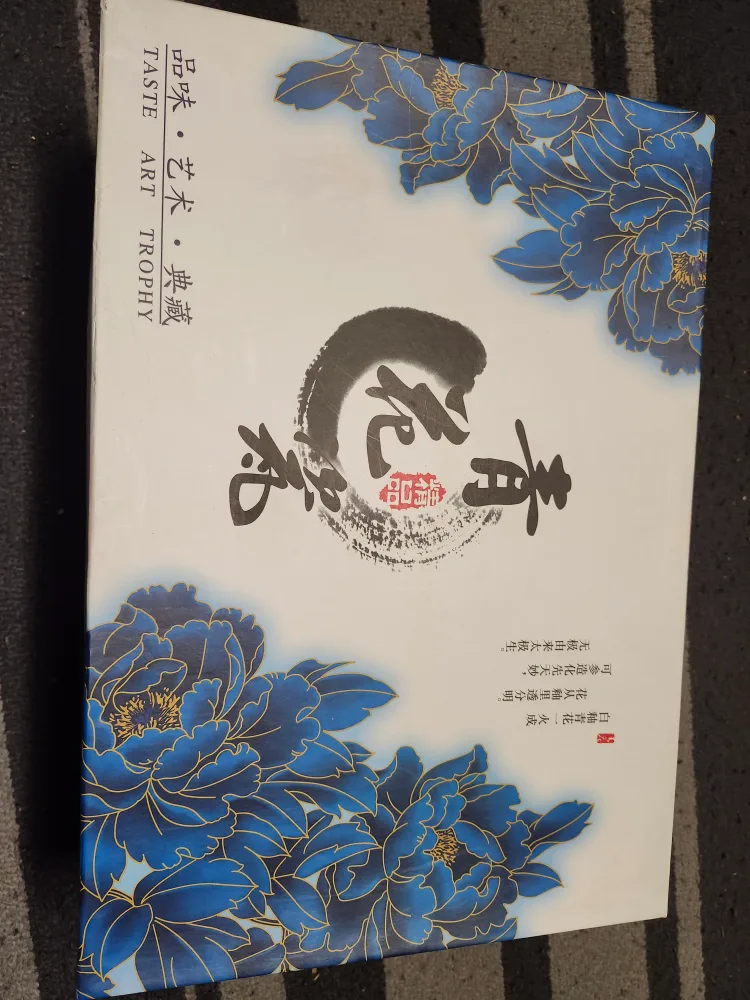 青花瓷
精品
白釉青花一火成
花从釉里透分明。
可参造化先天妙，
无极由来太极生。
品味·艺术·典藏
TASTE ART TROPHY